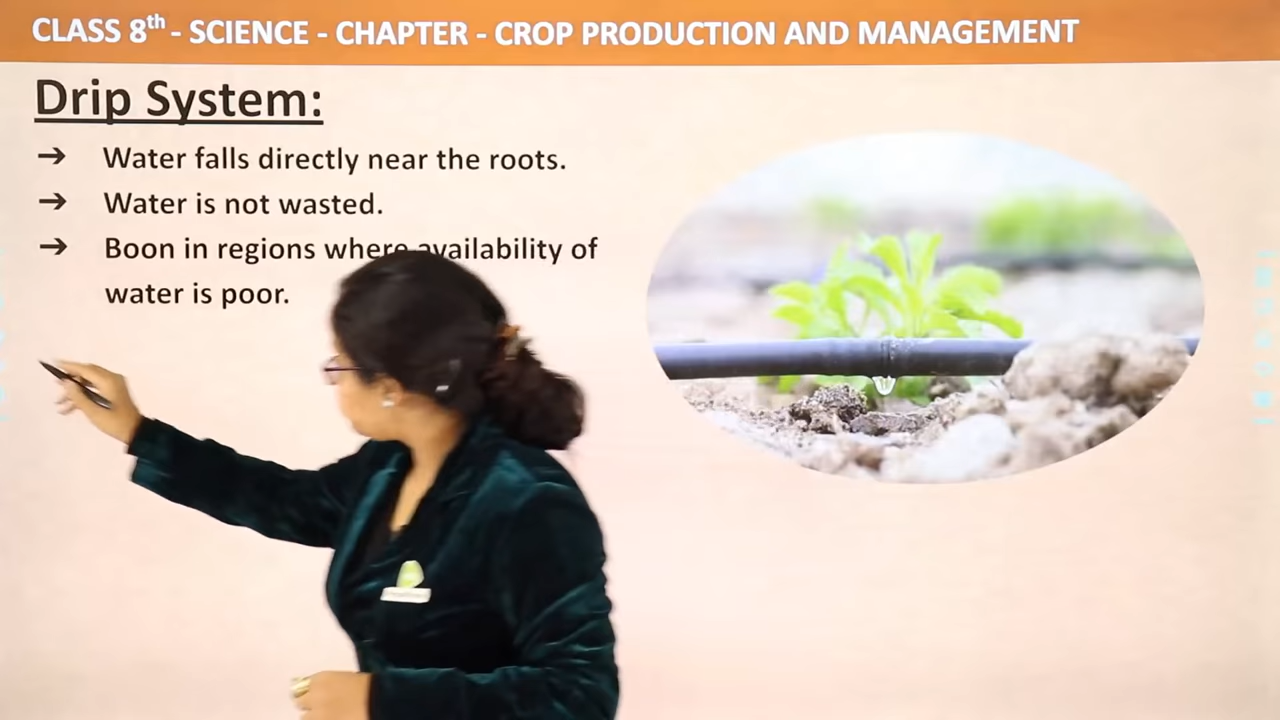 CLASS 8th - SCIENCE - CHAPTER - CROP PRODUCTION AND MANAGEMENT
Drip System:
➔ Water falls directly near the roots.
➔ Water is not wasted.
➔ Boon in regions where availability of
water is poor.